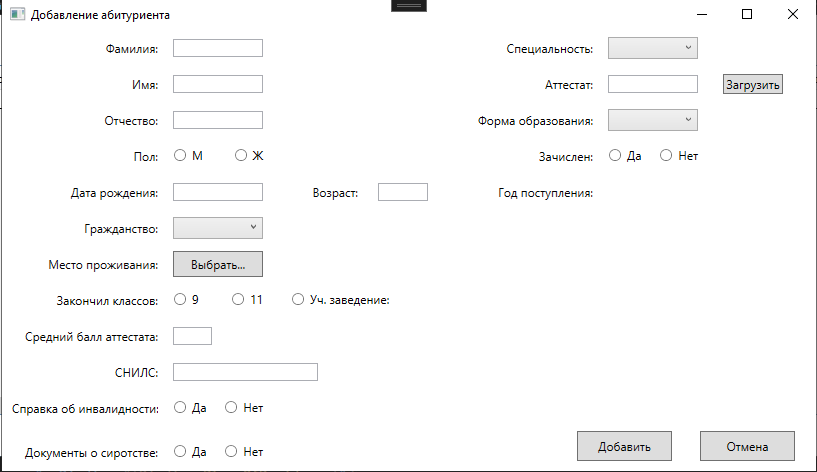 Добавление абитуриента
Фамилия: Специальность:
Имя: Аттестат: Загрузить
Отчество: Форма образования:
Пол: М Ж Зачислен: Да Нет
Дата рождения: Возраст: Год поступления:
Гражданство:
Место проживания: Выбрать...
Закончил классов: 9 11 Уч. заведение:
Средний балл аттестата:
СНИЛС:
Справка об инвалидности: Да Нет
Документы о сиротстве: Да Нет
Добавить Отмена